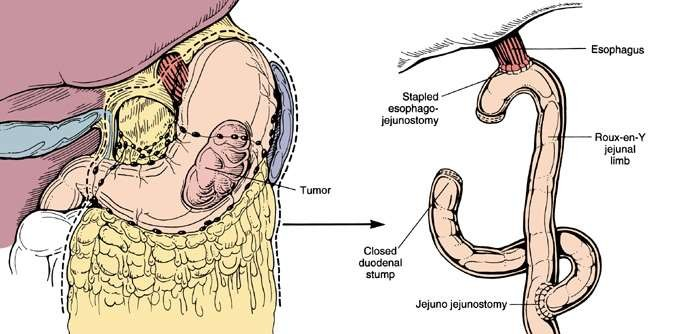 Tumor
Esophagus
Stapled
esophago-
jejunostomy
Roux-en-Y
jejunal
limb
Closed
duodenal
stump
Jejuno jejunostomy